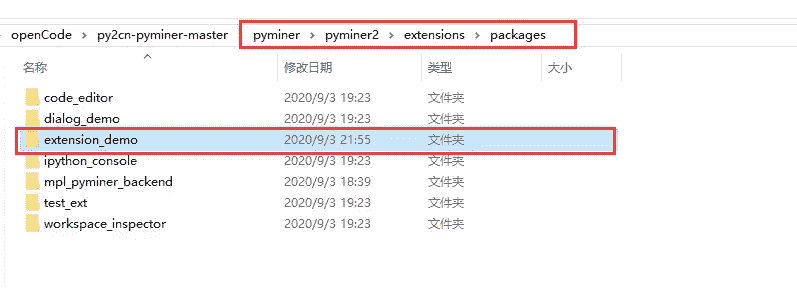 openCode > py2cn-pyminer-master > pyminer > pyminer2 > extensions > packages
名称 修改日期 类型 大小
code_editor 2020/9/3 19:23 文件夹
dialog_demo 2020/9/3 19:23 文件夹
extension_demo 2020/9/3 21:55 文件夹
ipython_console 2020/9/3 19:23 文件夹
mpl_pyminer_backend 2020/9/3 18:39 文件夹
test_ext 2020/9/3 19:23 文件夹
workspace_inspector 2020/9/3 19:23 文件夹